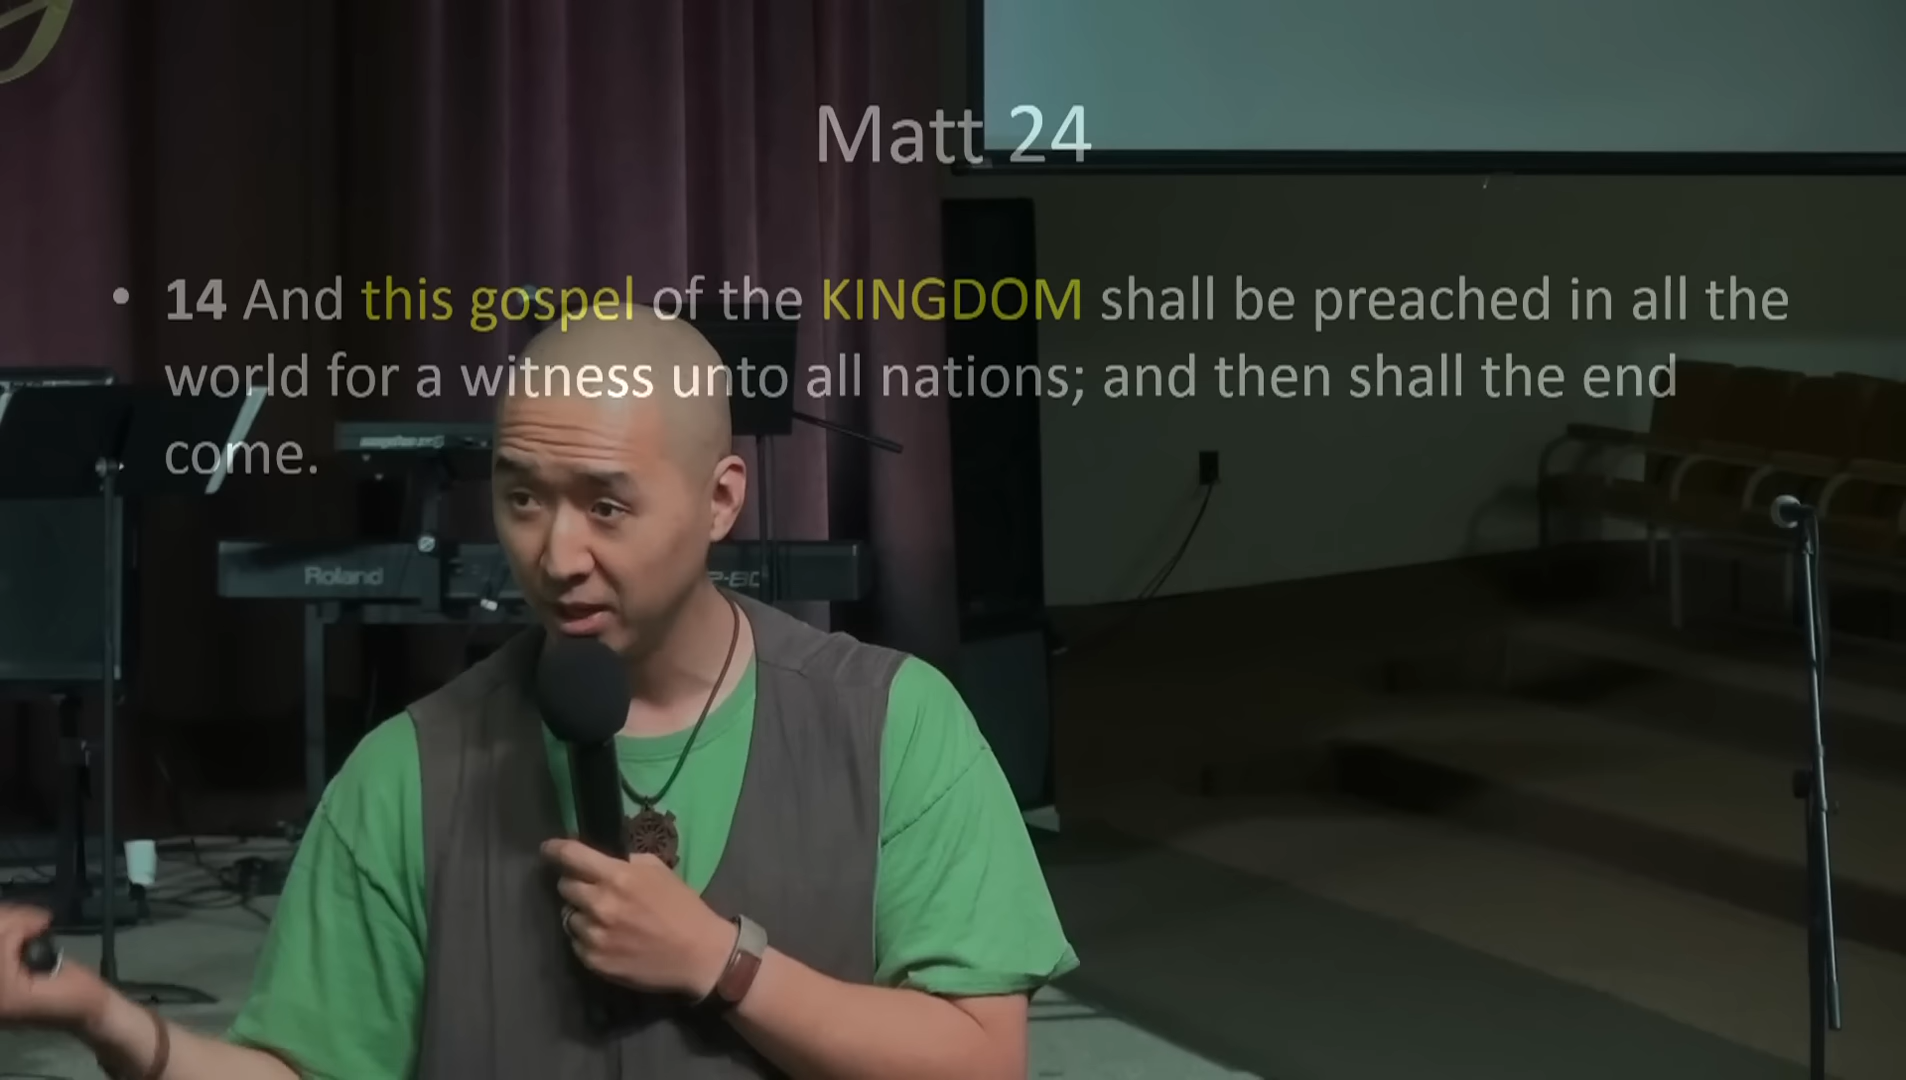 Matt 24
• 14 And this gospel of the KINGDOM shall be preached in all the
world for a witness unto all nations; and then shall the end
come.
Roland